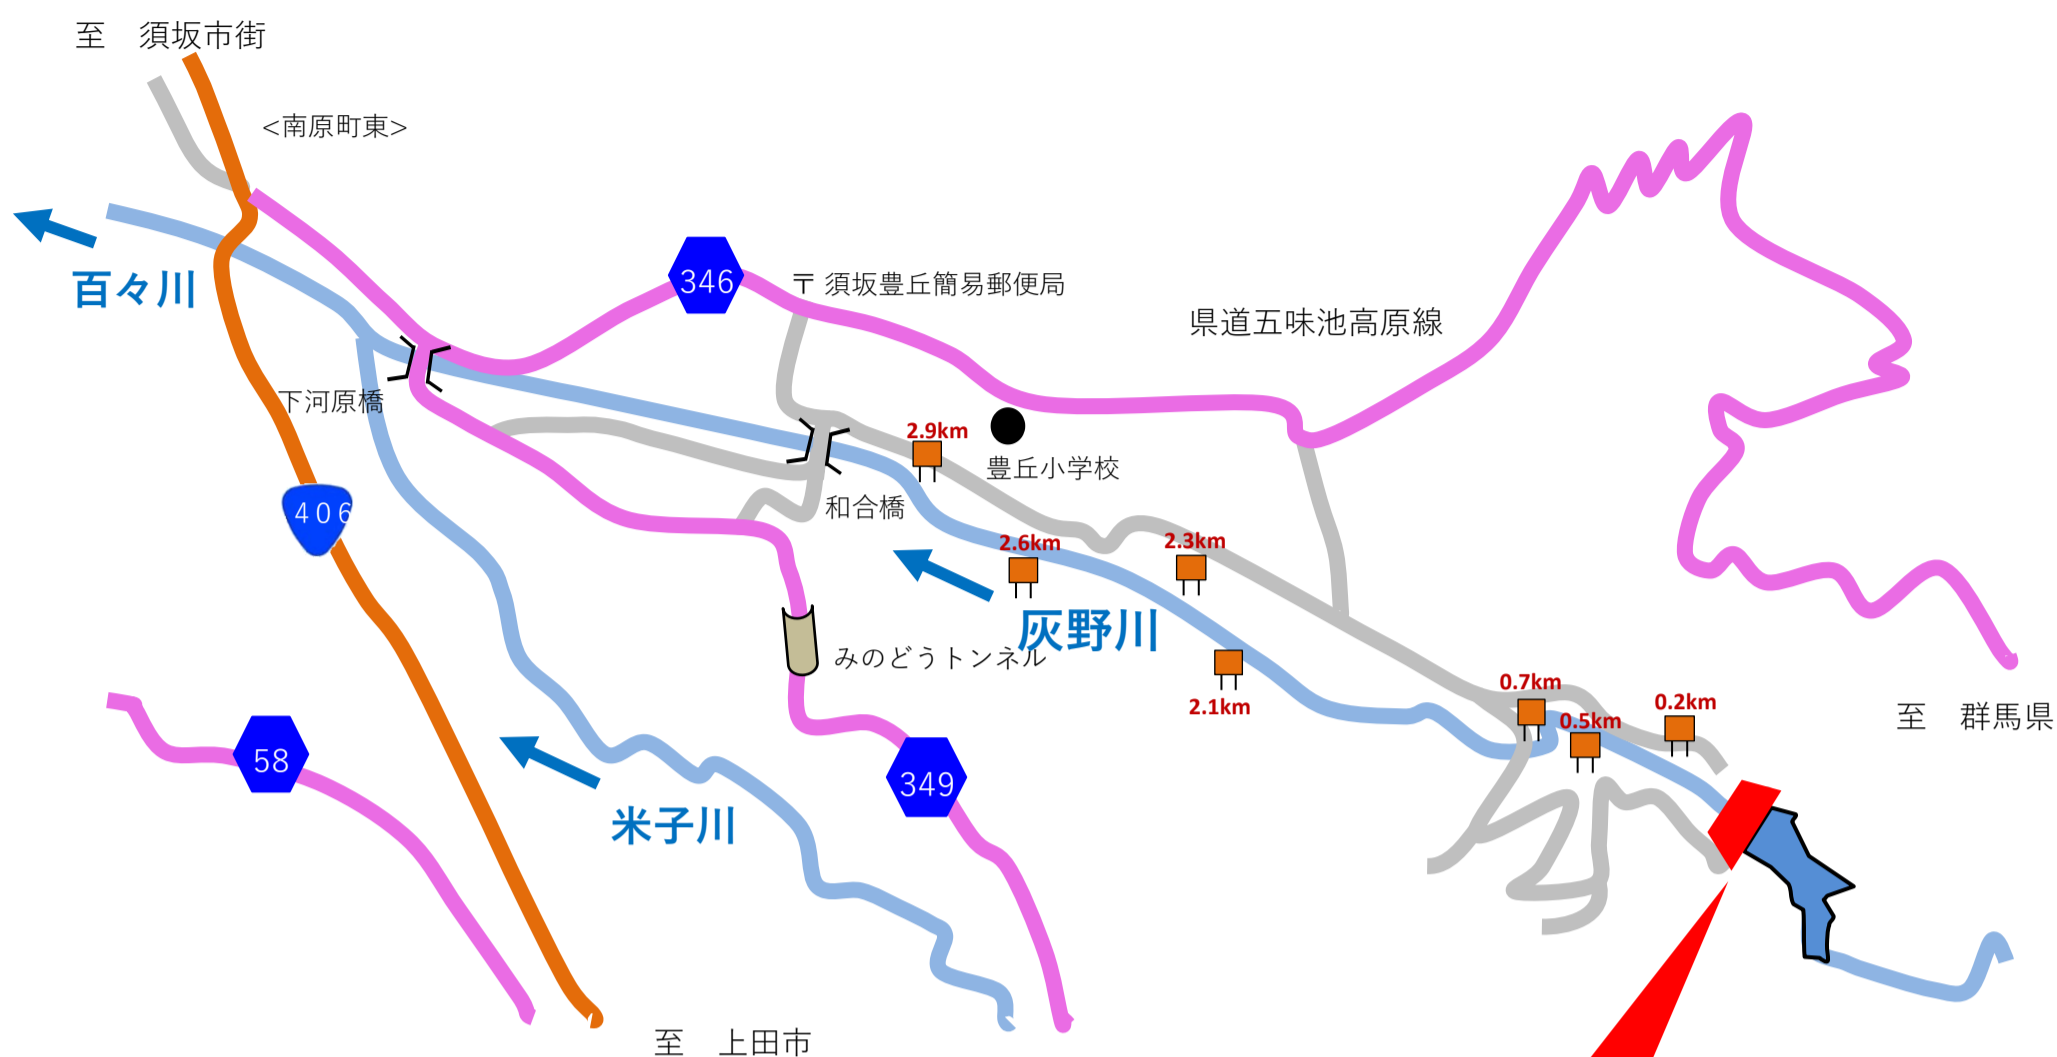 至　須坂市街
<南原町東>
百々川
346
〒須坂豊丘簡易郵便局
県道五味池高原線
下河原橋
2.9km
豊丘小学校
406
和合橋
2.6km
2.3km
灰野川
みのどうトンネル
2.1km
0.7km
0.5km
0.2km
至　群馬県
58
349
米子川
至　上田市